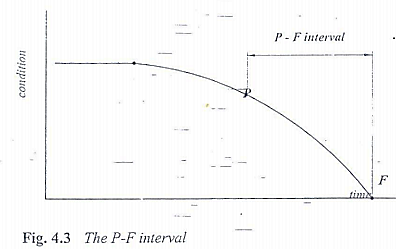 P - F interval
condition
P
F
time
Fig. 4.3 The P-F interval